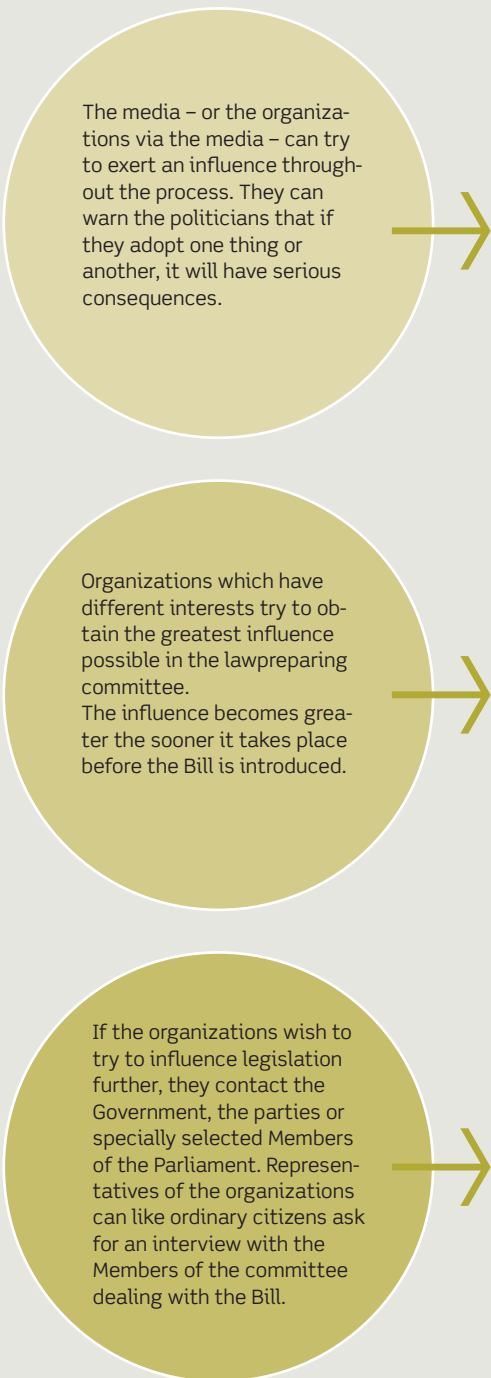 The media – or the organiza-
tions via the media – can try
to exert an influence through-
out the process. They can
warn the politicians that if
they adopt one thing or
another, it will have serious
consequences.
Organizations which have
different interests try to ob-
tain the greatest influence
possible in the lawpreparing
committee.
The influence becomes grea-
ter the sooner it takes place
before the Bill is introduced.
If the organizations wish to
try to influence legislation
further, they contact the
Government, the parties or
specially selected Members
of the Parliament. Represen-
tatives of the organizations
can like ordinary citizens ask
for an interview with the
Members of the committee
dealing with the Bill.